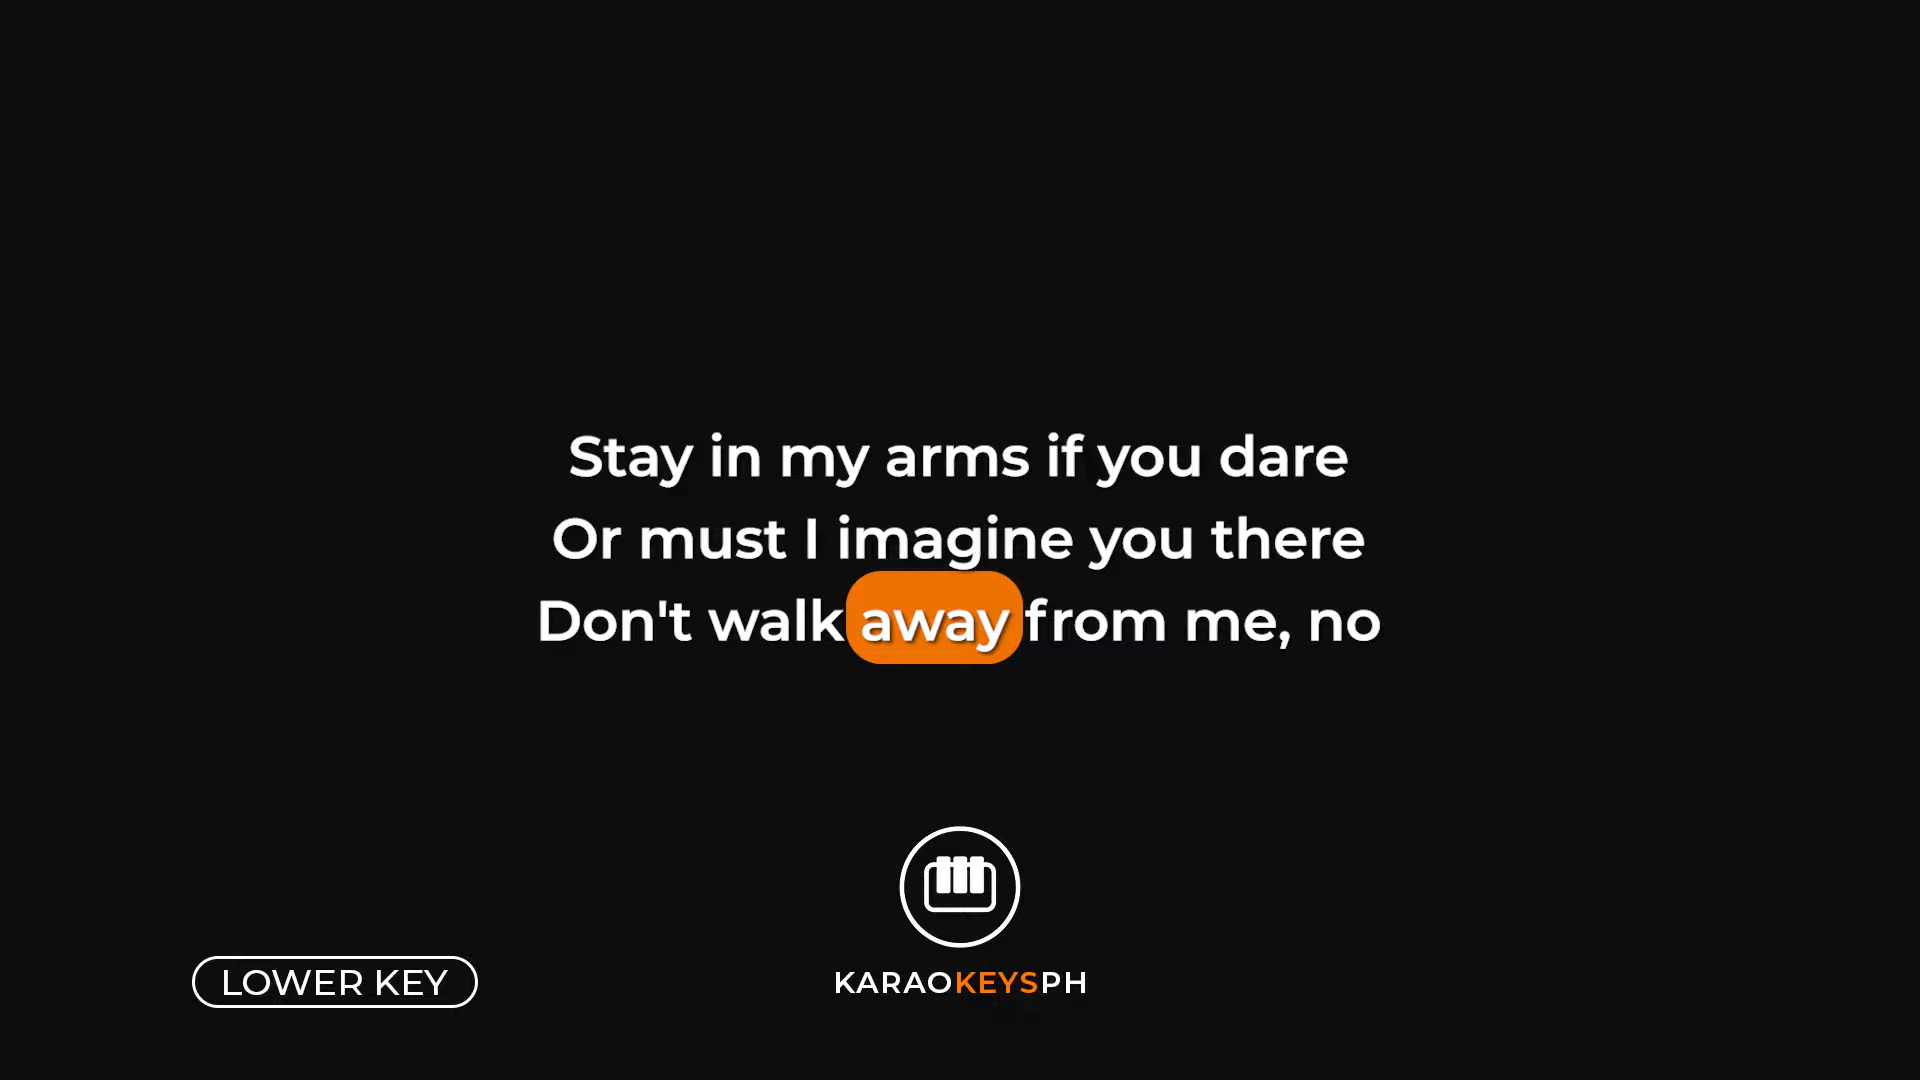 Stay in my arms if you dare
Or must I imagine you there
Don't walk away from me, no
LOWER KEY
KARAOKEYSPH